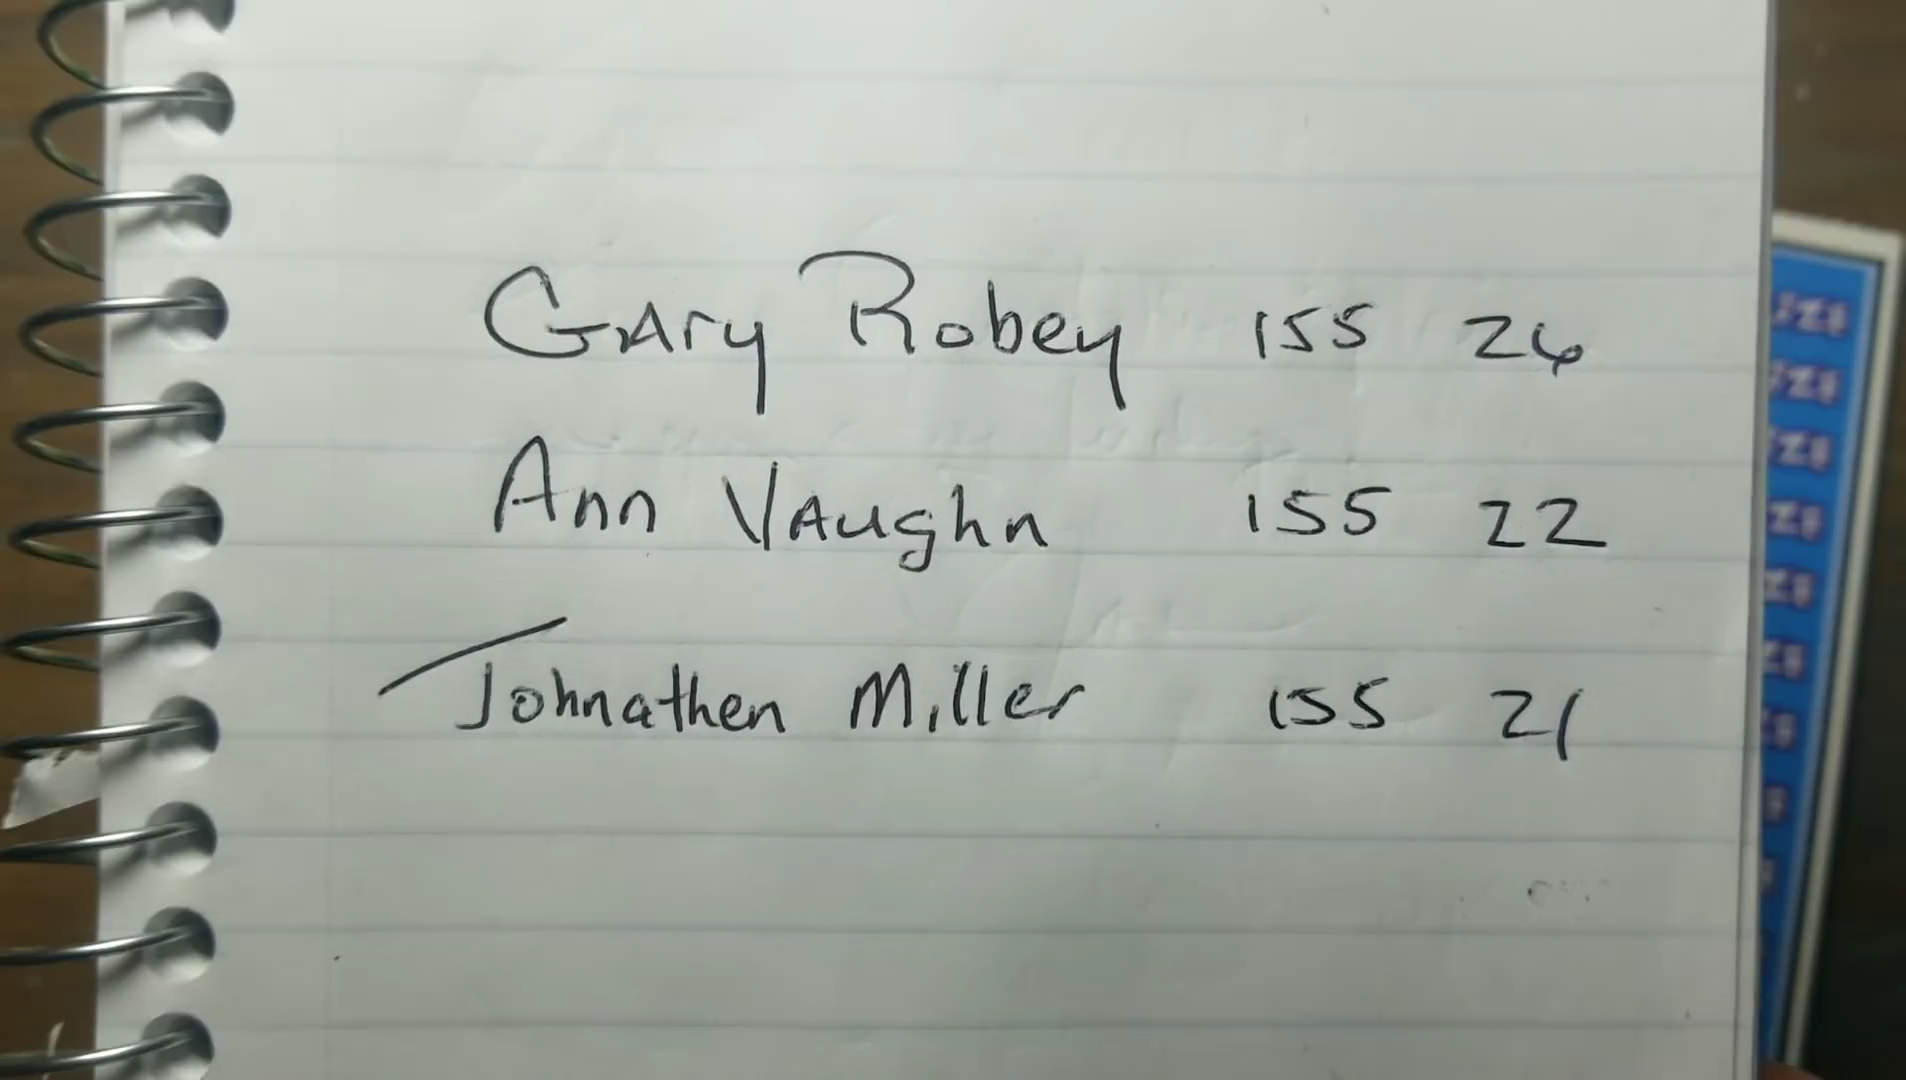 Gary Robey 155 26
Ann Vaughn 155 22
Johnathen Miller 155 21